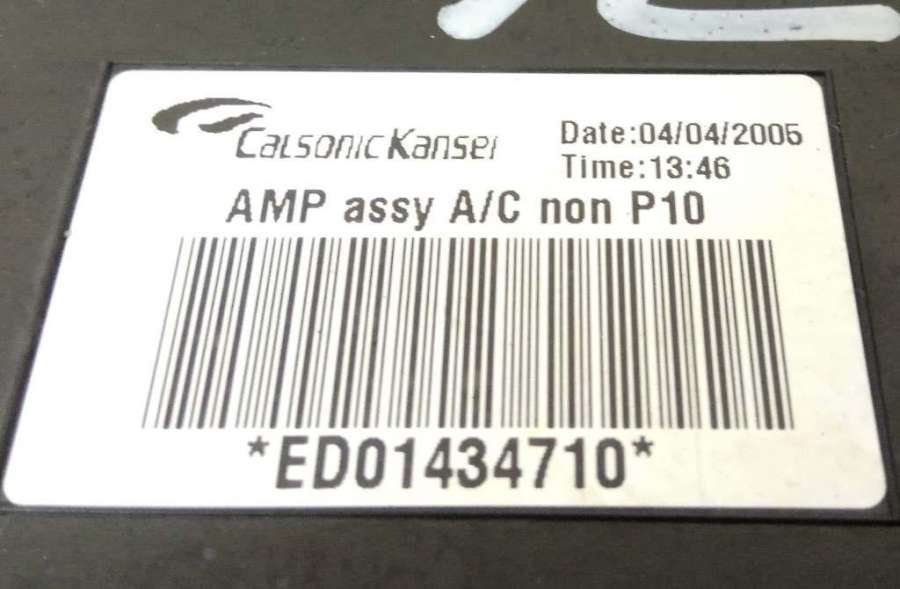 CalsonicKansei
Date:04/04/2005
Time:13:46
AMP assy A/C non P10
*ED01434710*